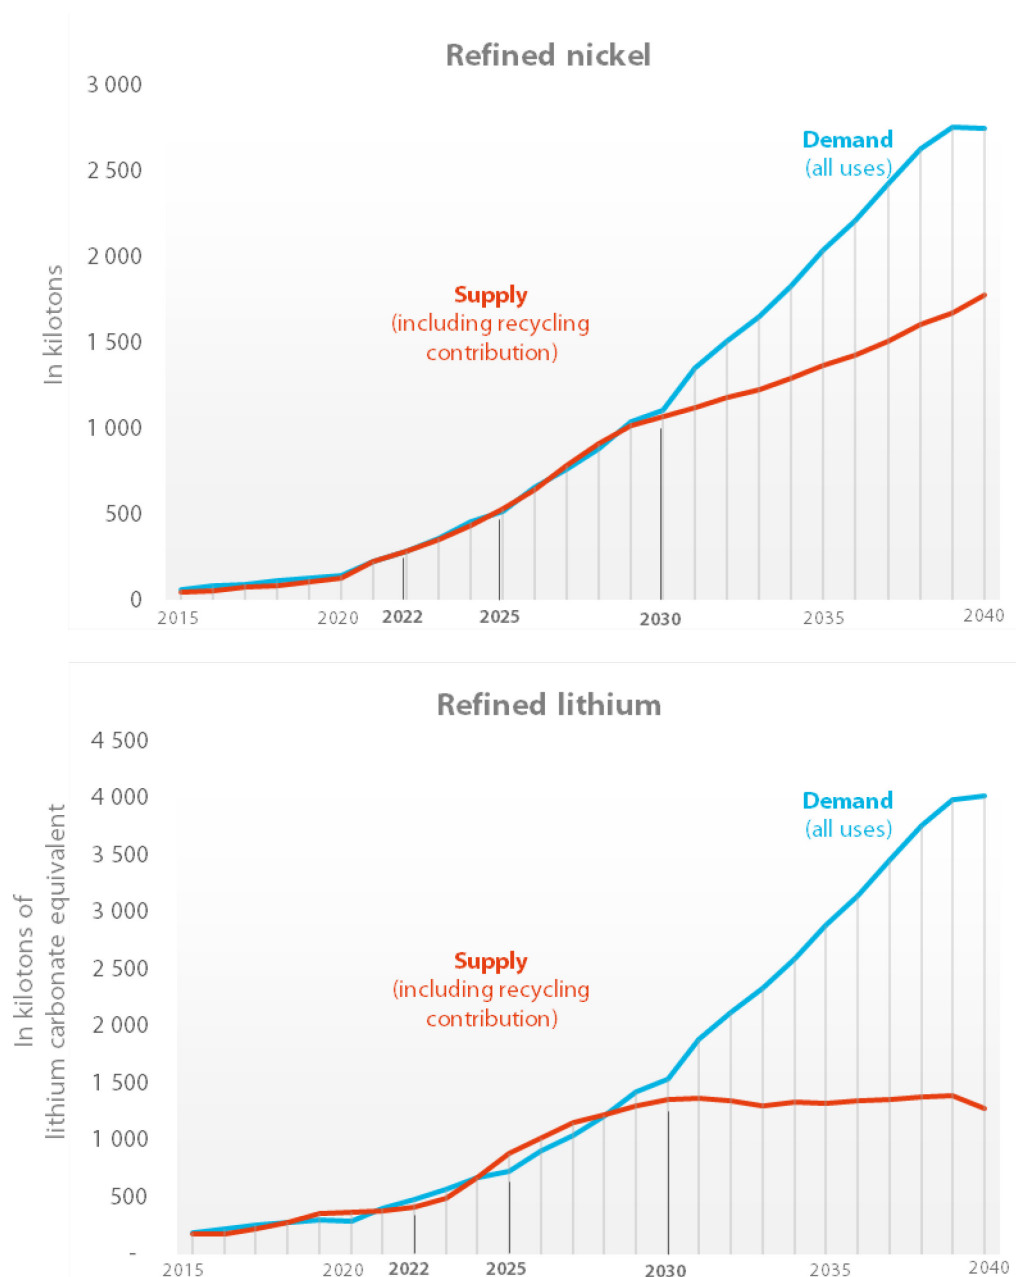 Refined nickel
3 000
2 500
2 000
1 500
1 000
500
0
In kilotons
Demand
(all uses)
Supply
(including recycling
contribution)
2015
2020
2022
2025
2030
2035
2040
Refined lithium
4 500
4 000
3 500
3 000
2 500
2 000
1 500
1 000
500
-
In kilotons of
lithium carbonate equivalent
Demand
(all uses)
Supply
(including recycling
contribution)
2015
2020
2022
2025
2030
2035
2040